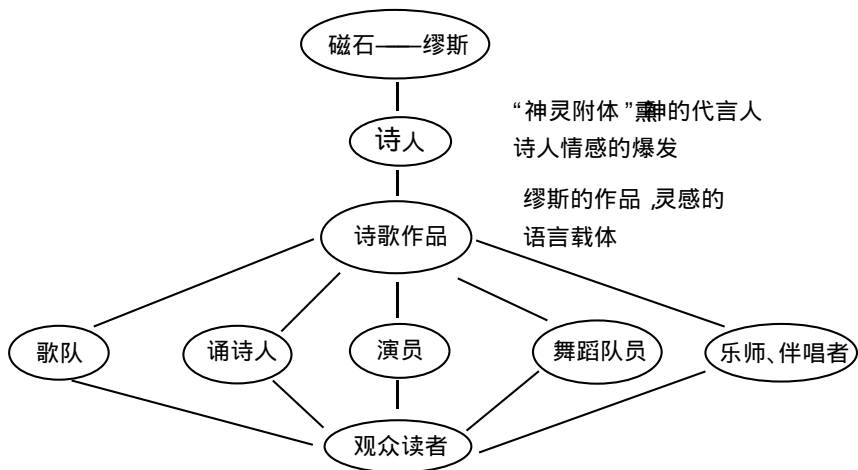 磁石——缪斯
“神灵附体”神的代言人
诗人
诗人情感的爆发
缪斯的作品,灵感的
诗歌作品
语言载体
歌队
诵诗人
演员
舞蹈队员
乐师、伴唱者
观众读者